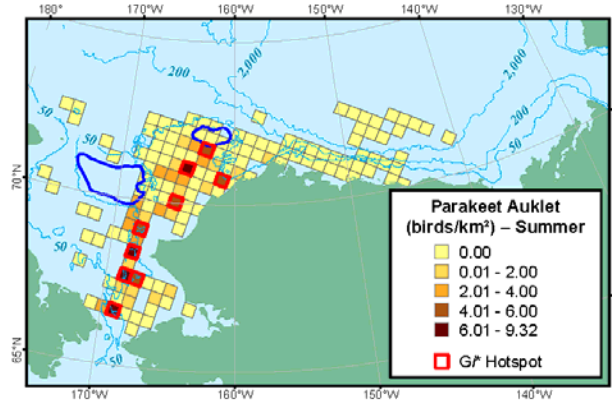 180° 170°W 160°W 150°W 140°W 130°W
50 200 2,000 2,000
200
50 50
70°N
50
65°N
50
170°W 160°W 150°W 140°W
Parakeet Auklet
(birds/km²) – Summer
0.00
0.01 - 2.00
2.01 - 4.00
4.01 - 6.00
6.01 - 9.32
Gi* Hotspot